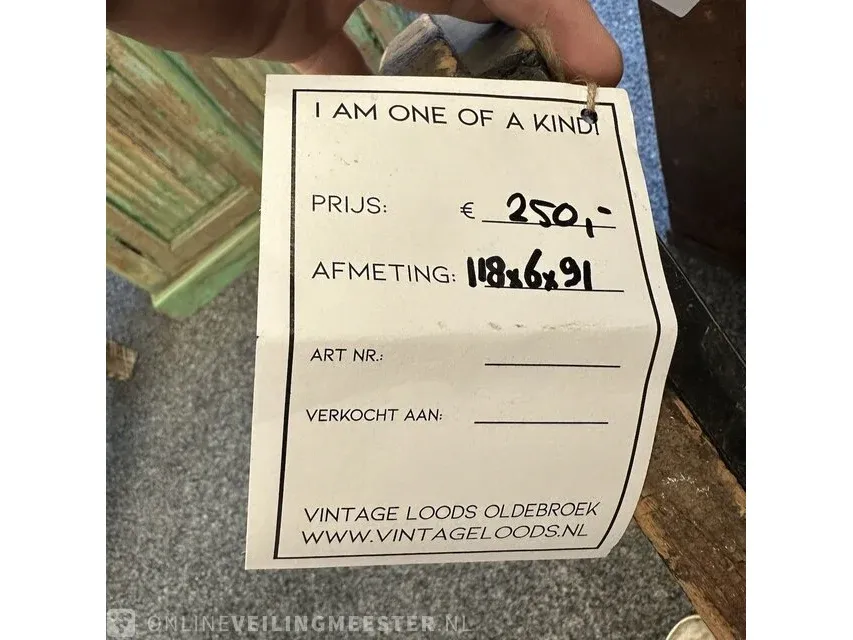 I AM ONE OF A KIND!
PRIJS: € 250,-
AFMETING: 118x6x91
ART NR.:
VERKOCHT AAN:
VINTAGE LOODS OLDEBROEK
WWW.VINTAGELOODS.NL
ONLINEVEILINGMEESTER.NL